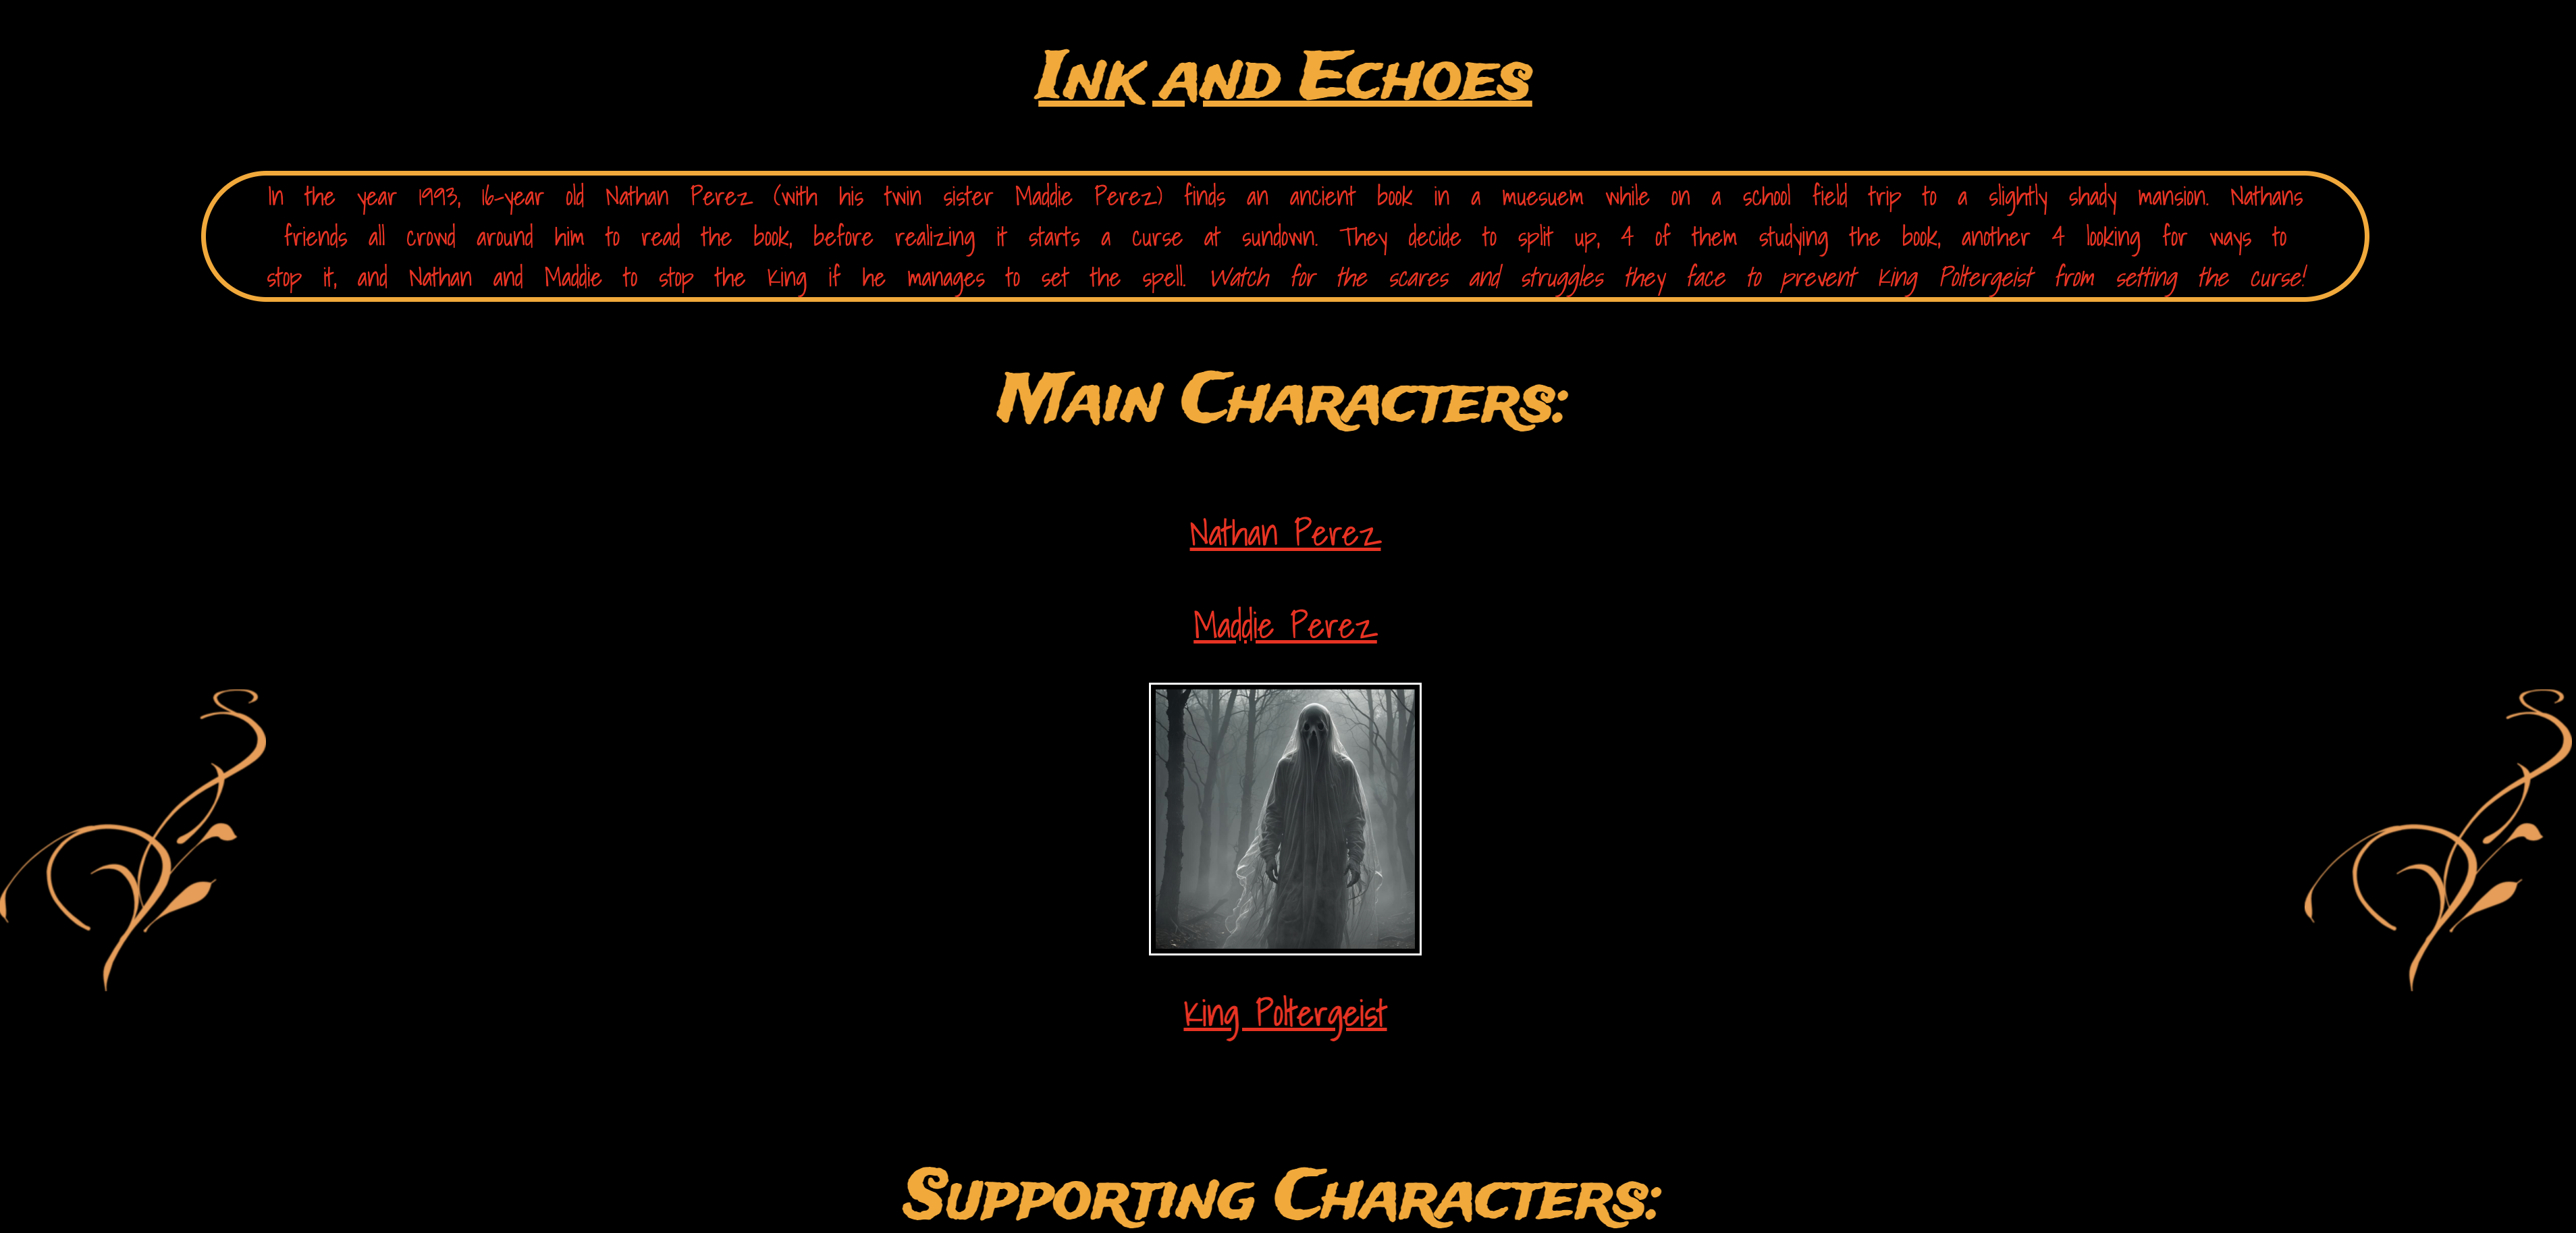 Ink and Echoes
In the year 1993, 16-year old Nathan Perez (with his twin sister Maddie Perez) finds an ancient book in a muesuem while on a school field trip to a slightly shady mansion. Nathans
friends all crowd around him to read the book, before realizing it starts a curse at sundown. They decide to split up, 4 of them studying the book, another 4 looking for ways to
stop it, and Nathan and Maddie to stop the King if he manages to set the spell. Watch for the scares and struggles they face to prevent King Poltergeist from setting the curse!
Main Characters:
Nathan Perez
Maddie Perez
King Poltergeist
Supporting Characters: